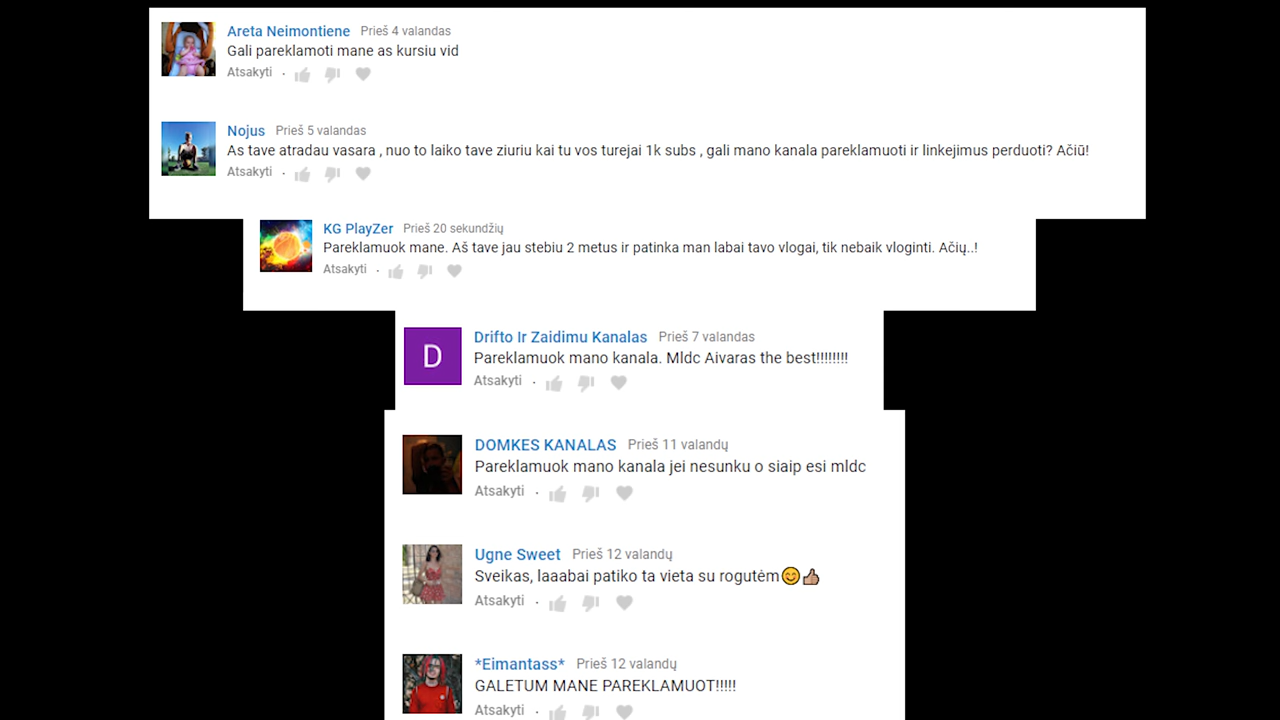 Areta Neimontiene Prieš 4 valandas
Gali pareklamoti mane as kursiu vid
Atsakyti ·
Nojus Prieš 5 valandas
As tave atradau vasara , nuo to laiko tave ziuriu kai tu vos turejai 1k subs , gali mano kanala pareklamuoti ir linkejimus perduoti? Ačiū!
Atsakyti ·
KG PlayZer Prieš 20 sekundžių
Pareklamuok mane. Aš tave jau stebiu 2 metus ir patinka man labai tavo vlogai, tik nebaik vloginti. Ačių..!
Atsakyti ·
D
Drifto Ir Zaidimu Kanalas Prieš 7 valandas
Pareklamuok mano kanala. Mldc Aivaras the best!!!!!!!!
Atsakyti ·
DOMKES KANALAS Prieš 11 valandų
Pareklamuok mano kanala jei nesunku o siaip esi mldc
Atsakyti ·
Ugne Sweet Prieš 12 valandų
Sveikas, laaabai patiko ta vieta su rogutėm😊👍🏽
Atsakyti ·
*Eimantass* Prieš 12 valandų
GALETUM MANE PAREKLAMUOT!!!!!
Atsakyti ·